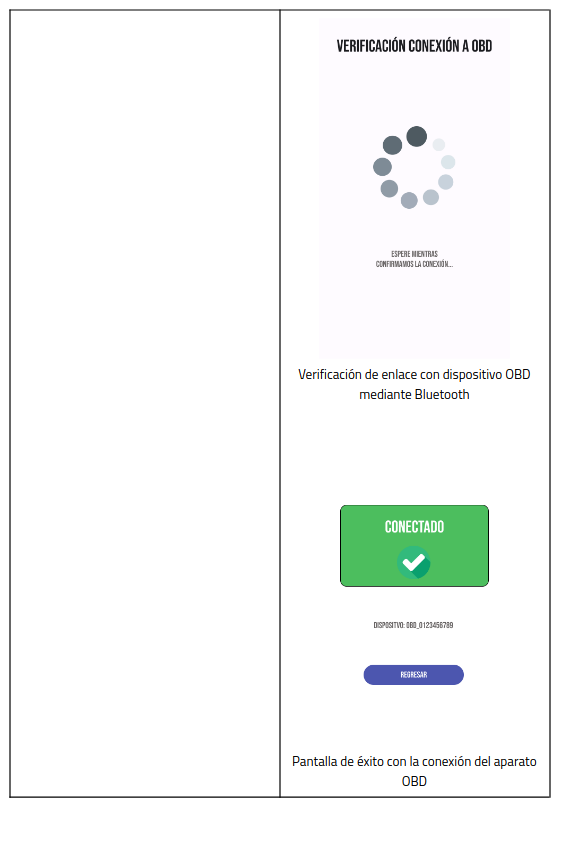 VERIFICACIÓN CONEXIÓN A OBD
ESPERE MIENTRAS
CONFIRMAMOS LA CONEXIÓN...
Verificación de enlace con dispositivo OBD
mediante Bluetooth
CONECTADO
DISPOSITVO: OBD_0123456789
REGRESAR
Pantalla de éxito con la conexión del aparato
OBD